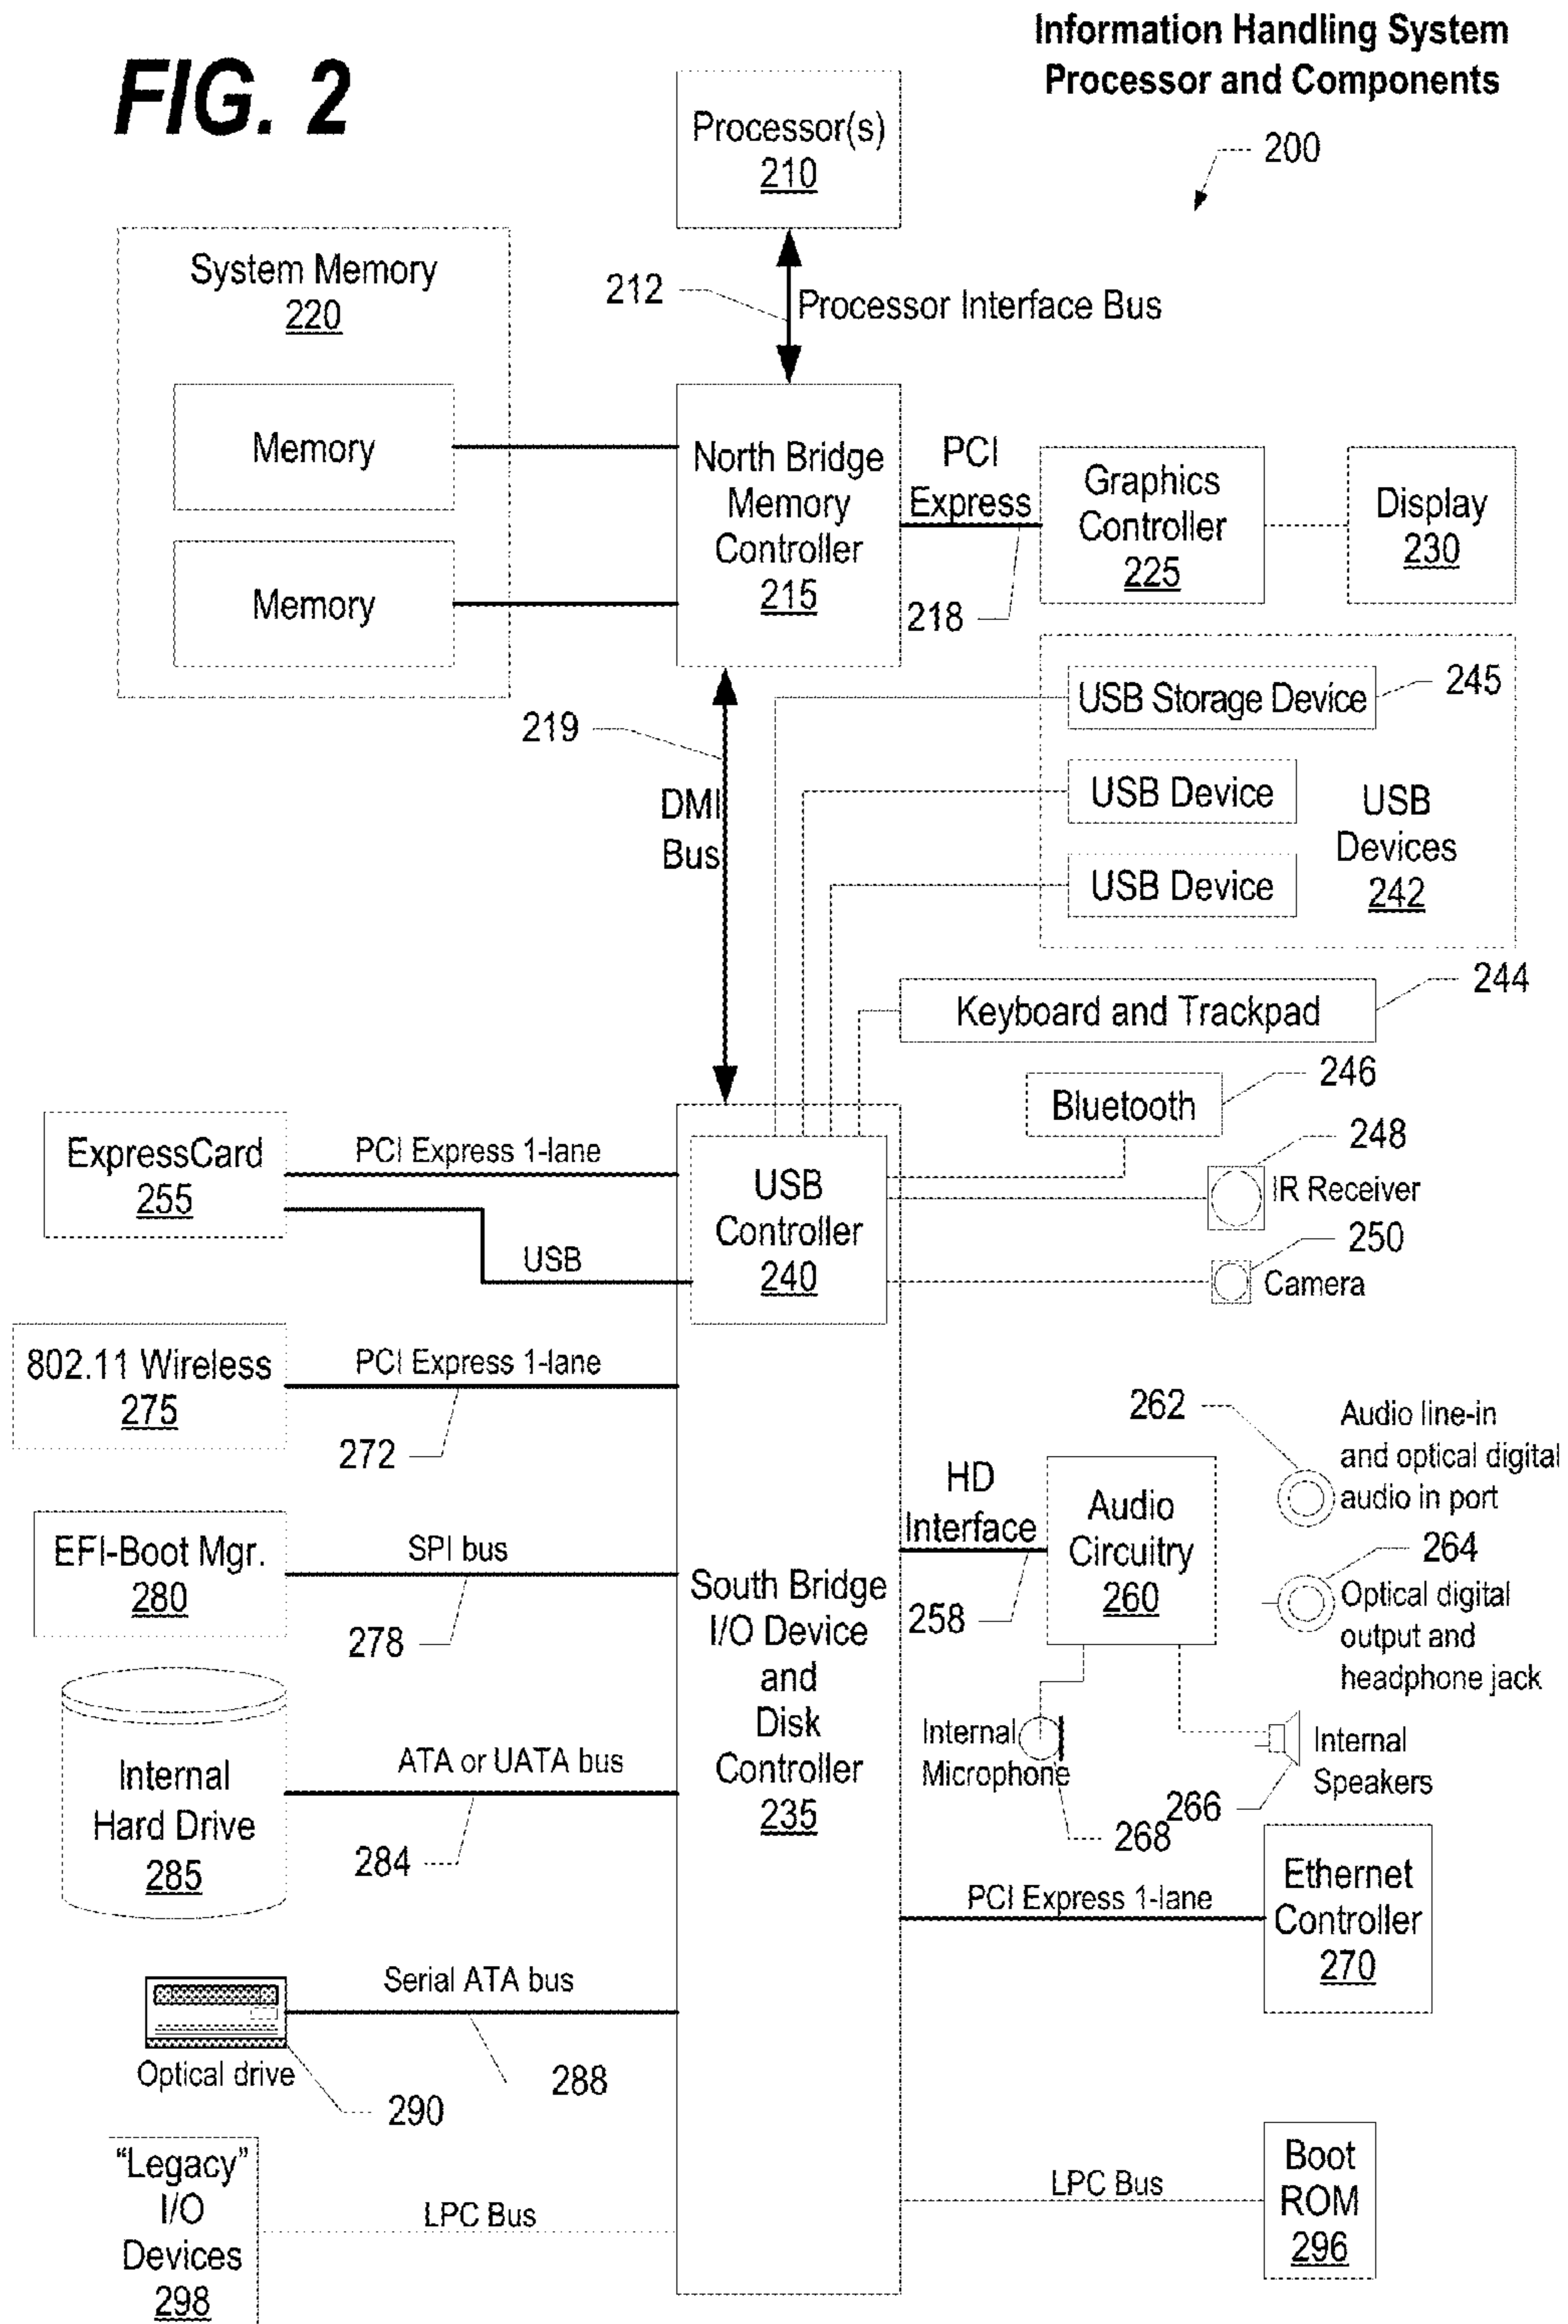 FIG. 2
Information Handling System
Processor and Components
200
Processor(s)
210
System Memory
220
212
Processor Interface Bus
Memory
Memory
North Bridge
Memory
Controller
215
PCI
Express
218
Graphics
Controller
225
Display
230
219
DMI
Bus
USB Storage Device
245
USB Device
USB Device
USB
Devices
242
244
Keyboard and Trackpad
246
Bluetooth
248
IR Receiver
250
Camera
ExpressCard
255
PCI Express 1-lane
USB
USB
Controller
240
802.11 Wireless
275
PCI Express 1-lane
272
262
Audio line-in
and optical digital
audio in port
HD
Interface
258
Audio
Circuitry
260
264
Optical digital
output and
headphone jack
EFI-Boot Mgr.
280
SPI bus
278
South Bridge
I/O Device
and
Disk
Controller
235
Internal
Microphone
268
266
Internal
Speakers
Internal
Hard Drive
285
ATA or UATA bus
284
PCI Express 1-lane
Ethernet
Controller
270
Serial ATA bus
288
Optical drive
290
"Legacy"
I/O
Devices
298
LPC Bus
LPC Bus
Boot
ROM
296